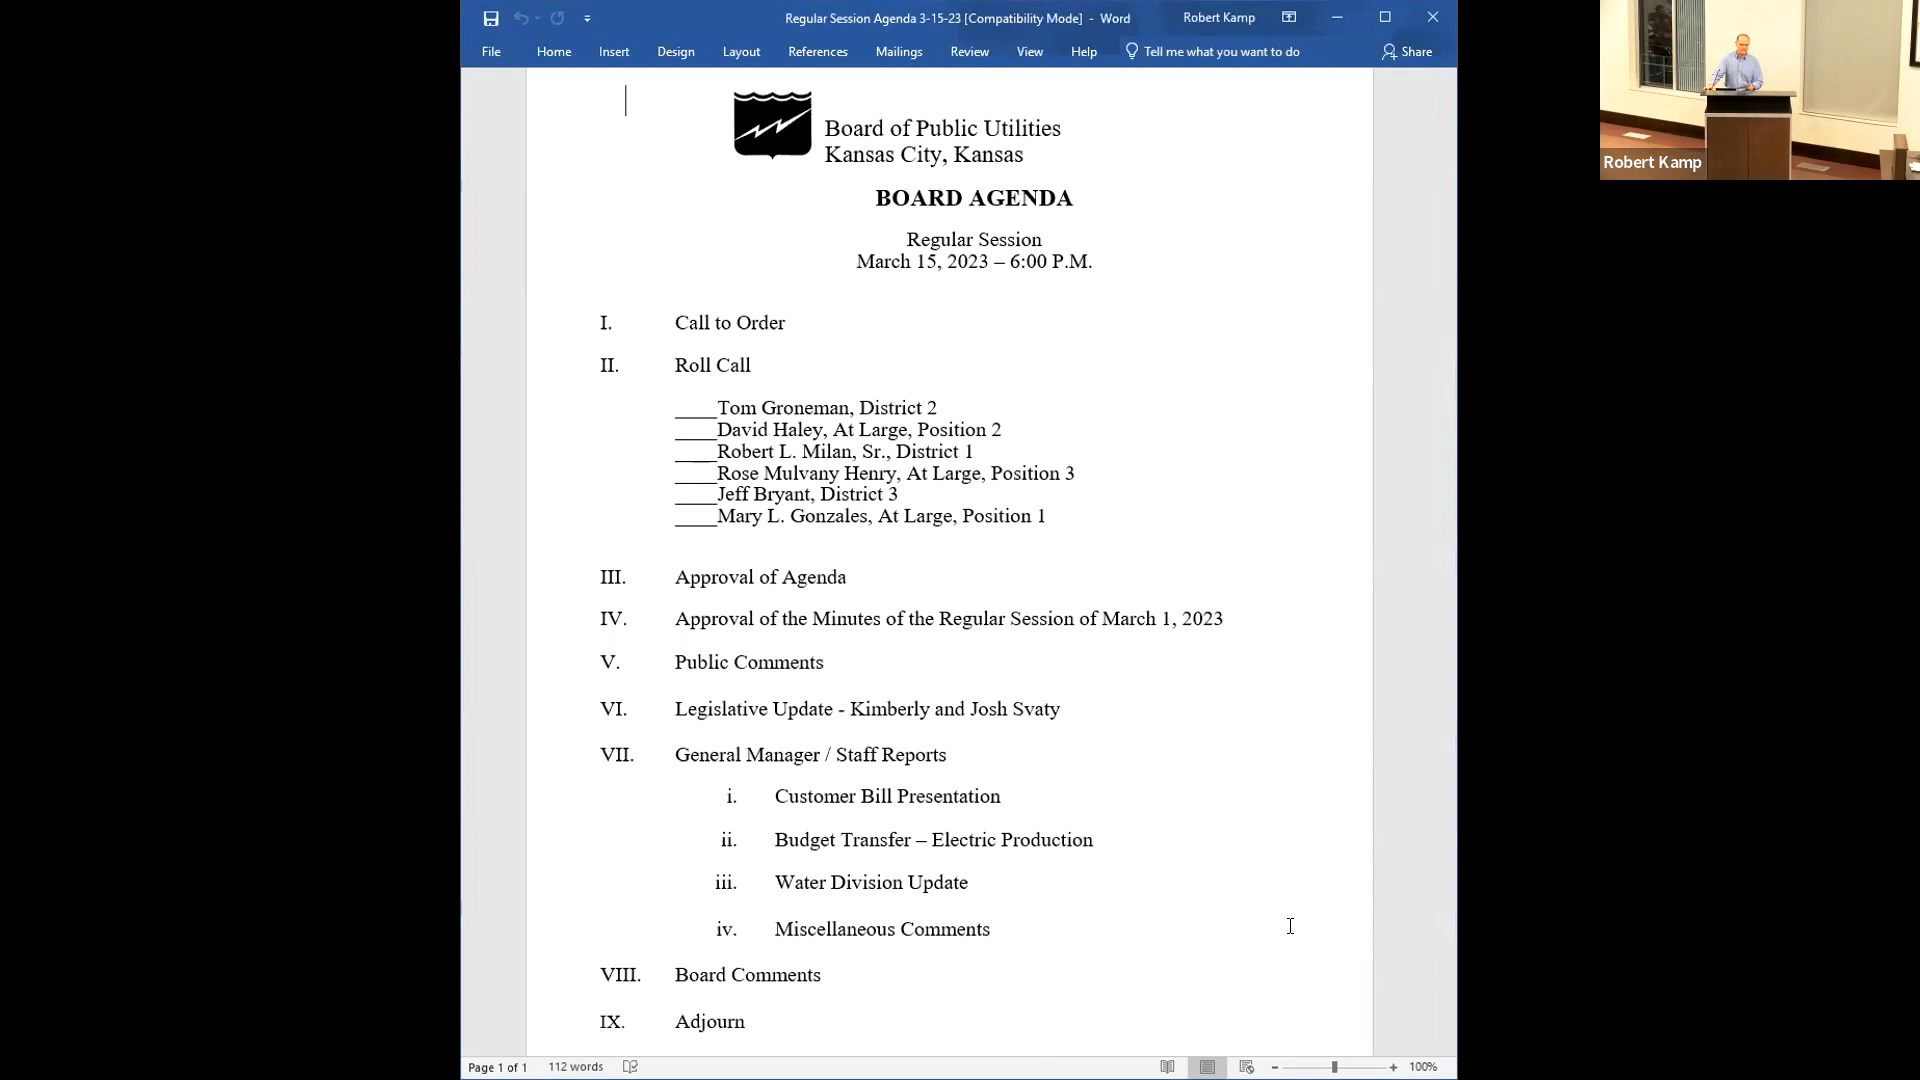 Regular Session Agenda 3-15-23 [Compatibility Mode] - Word
Robert Kamp
File Home Insert Design Layout References Mailings Review View Help Tell me what you want to do Share
Board of Public Utilities
Kansas City, Kansas
BOARD AGENDA
Regular Session
March 15, 2023 – 6:00 P.M.
I. Call to Order
II. Roll Call
____Tom Groneman, District 2
____David Haley, At Large, Position 2
____Robert L. Milan, Sr., District 1
____Rose Mulvany Henry, At Large, Position 3
____Jeff Bryant, District 3
____Mary L. Gonzales, At Large, Position 1
III. Approval of Agenda
IV. Approval of the Minutes of the Regular Session of March 1, 2023
V. Public Comments
VI. Legislative Update - Kimberly and Josh Svaty
VII. General Manager / Staff Reports
i. Customer Bill Presentation
ii. Budget Transfer – Electric Production
iii. Water Division Update
iv. Miscellaneous Comments
VIII. Board Comments
IX. Adjourn
Page 1 of 1 112 words 100%
Robert Kamp